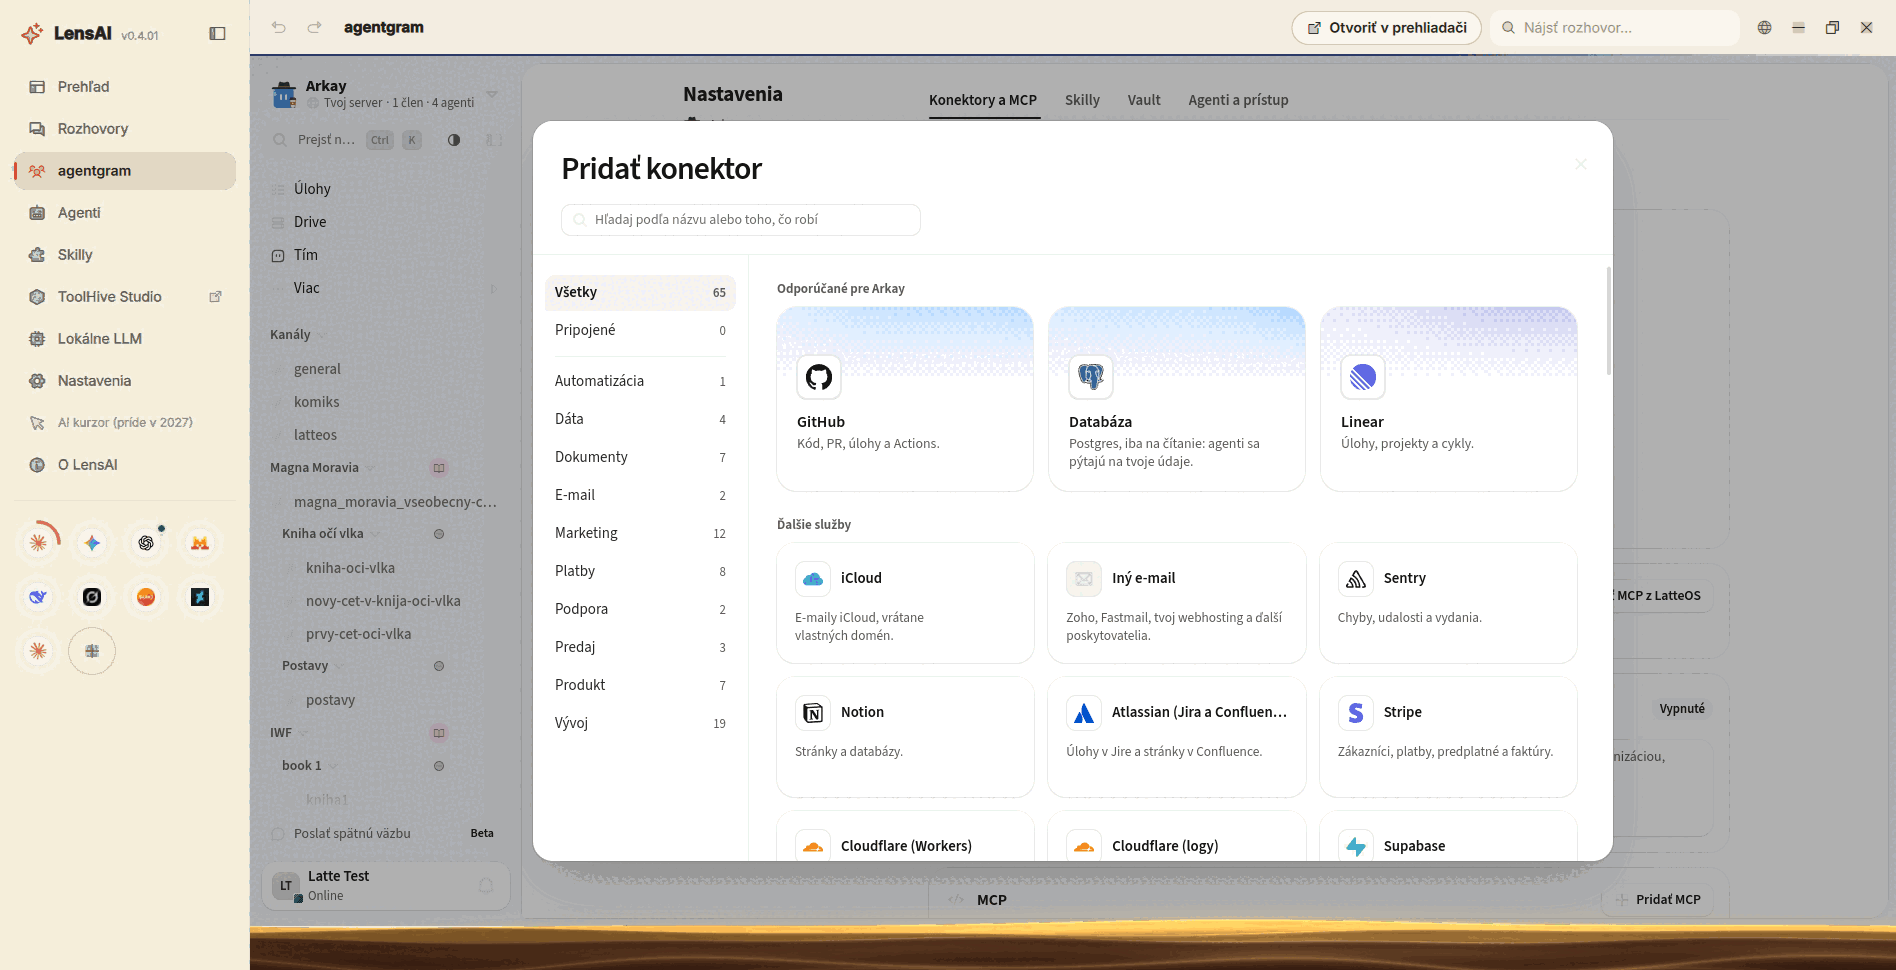 LensAI v0.4.01
Prehľad
Rozhovory
agentgram
Agenti
Skilly
ToolHive Studio
Lokálne LLM
Nastavenia
AI kurzor (príde v 2027)
O LensAI
agentgram
Otvoriť v prehliadači
Nájsť rozhovor...
Arkay
Tvoj server · 1 člen · 4 agenti
Prejsť n… Ctrl K
Úlohy
Drive
Tím
Viac
Kanály
general
komiks
latteos
Magna Moravia
magna_moravia_vseobecny-c…
Kniha očí vlka
kniha-oci-vlka
novy-cet-v-knija-oci-vlka
prvy-cet-oci-vlka
Postavy
postavy
IWF
book 1
kniha1
Poslať spätnú väzbu Beta
LT
Latte Test
Online
Nastavenia
Konektory a MCP Skilly Vault Agenti a prístup
Pridať konektor
Hľadaj podľa názvu alebo toho, čo robí
Všetky 65
Pripojené 0
Automatizácia 1
Dáta 4
Dokumenty 7
E-mail 2
Marketing 12
Platby 8
Podpora 2
Predaj 3
Produkt 7
Vývoj 19
Odporúčané pre Arkay
GitHub
Kód, PR, úlohy a Actions.
Databáza
Postgres, iba na čítanie: agenti sa
pýtajú na tvoje údaje.
Linear
Úlohy, projekty a cykly.
Ďalšie služby
iCloud
E-maily iCloud, vrátane
vlastných domén.
Iný e-mail
Zoho, Fastmail, tvoj webhosting a ďalší
poskytovatelia.
Sentry
Chyby, udalosti a vydania.
Notion
Stránky a databázy.
Atlassian (Jira a Confluen…
Úlohy v Jire a stránky v Confluence.
Stripe
Zákazníci, platby, predplatné a faktúry.
Cloudflare (Workers)
Cloudflare (logy)
Supabase
MCP z LatteOS
Vypnuté
nizáciou,
MCP
Pridať MCP